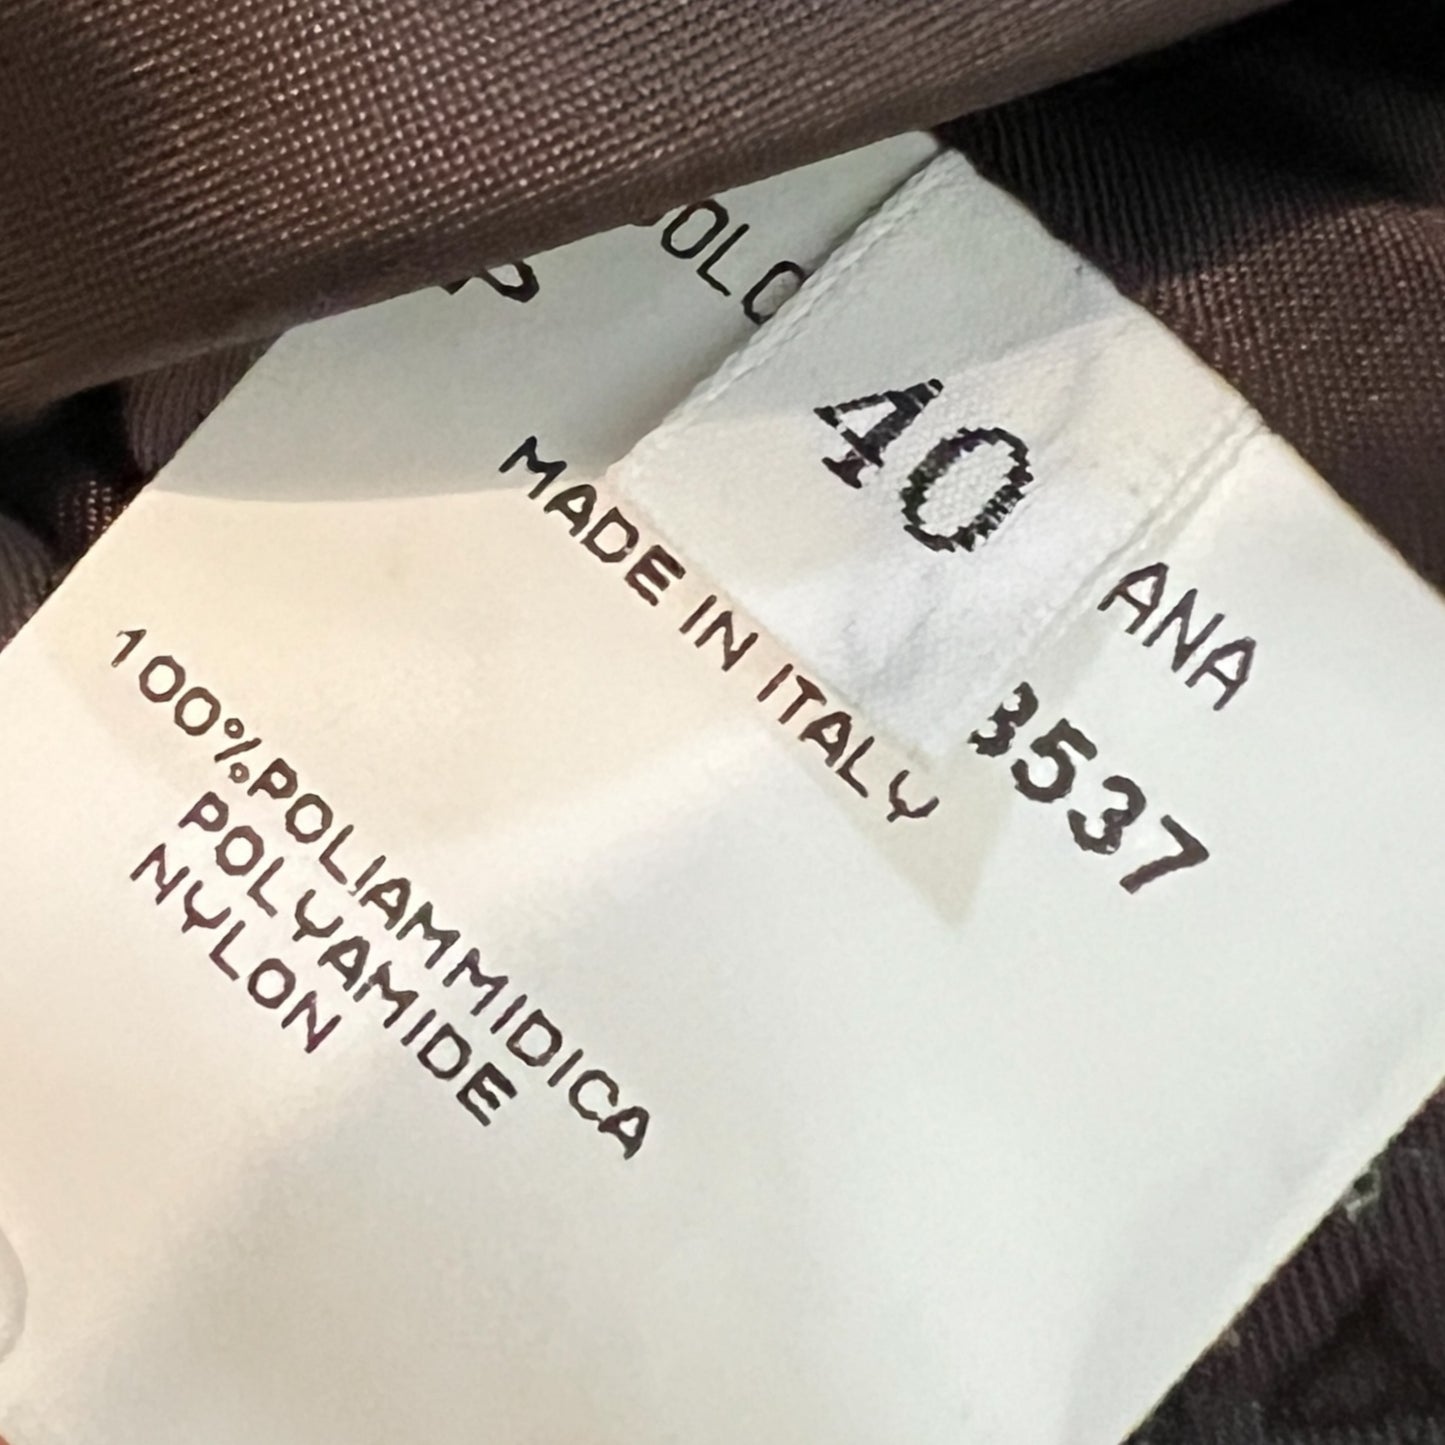 40
ANA
3537
MADE IN ITALY
100%POLIAMMIDICA
POLYAMIDE
NYLON